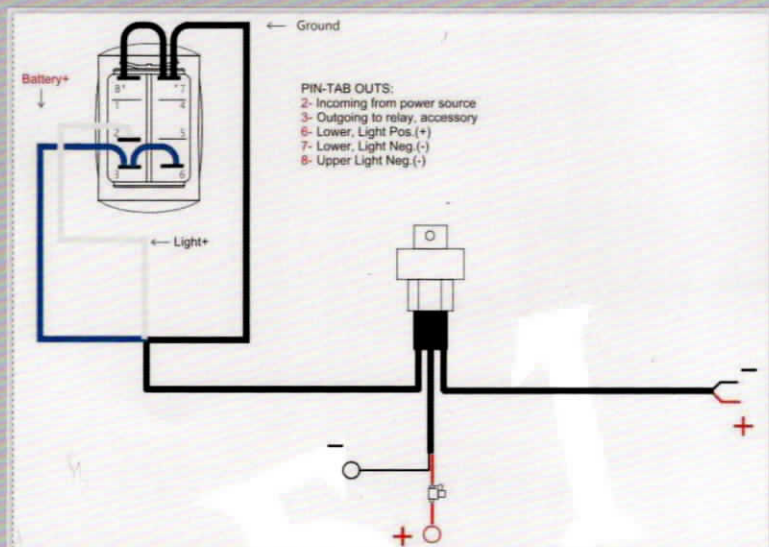 ← Ground
Battery+
↓
8° 7
1 4
2 5
3 6
PIN-TAB OUTS:
2- Incoming from power source
3- Outgoing to relay, accessory
6- Lower, Light Pos.(+)
7- Lower, Light Neg.(-)
8- Upper Light Neg.(-)
← Light+
−
+
−
+